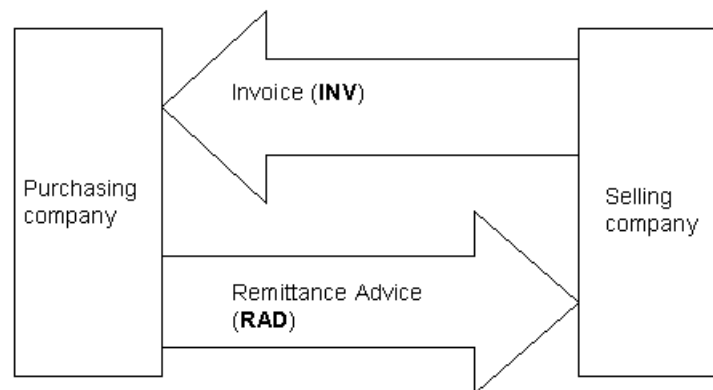 Invoice (INV)
Purchasing
company
Selling
company
Remittance Advice
(RAD)